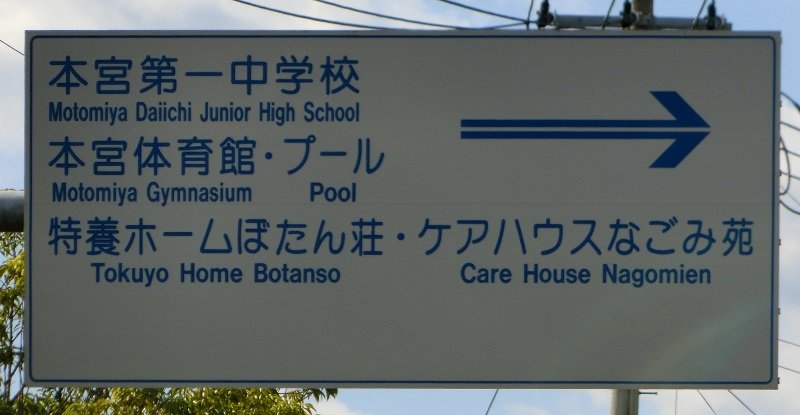 本宮第一中学校
Motomiya Daiichi Junior High School
本宮体育館・プール
Motomiya Gymnasium Pool
特養ホームぼたん荘・ケアハウスなごみ苑
Tokuyo Home Botanso Care House Nagomien